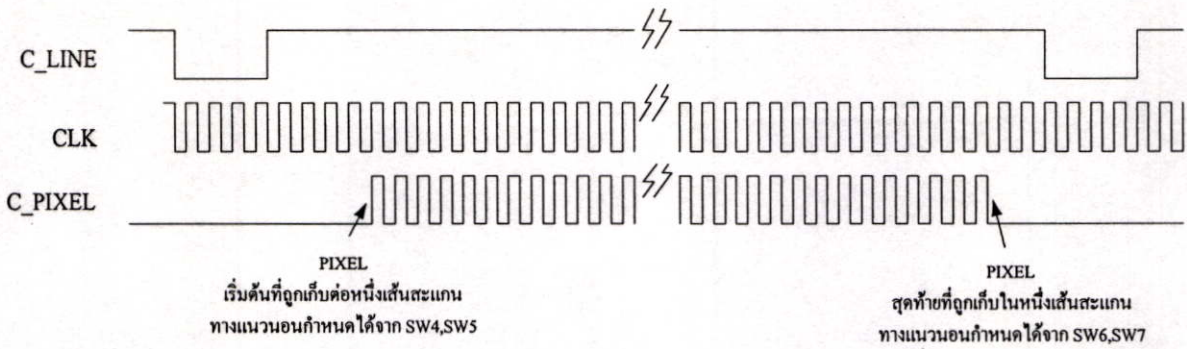 C_LINE
CLK
C_PIXEL
PIXEL
เริ่มต้นที่ถูกเก็บต่อหนึ่งเส้นสะแกน
ทางแนวนอนกำหนดได้จาก SW4,SW5
PIXEL
สุดท้ายที่ถูกเก็บในหนึ่งเส้นสะแกน
ทางแนวนอนกำหนดได้จาก SW6,SW7